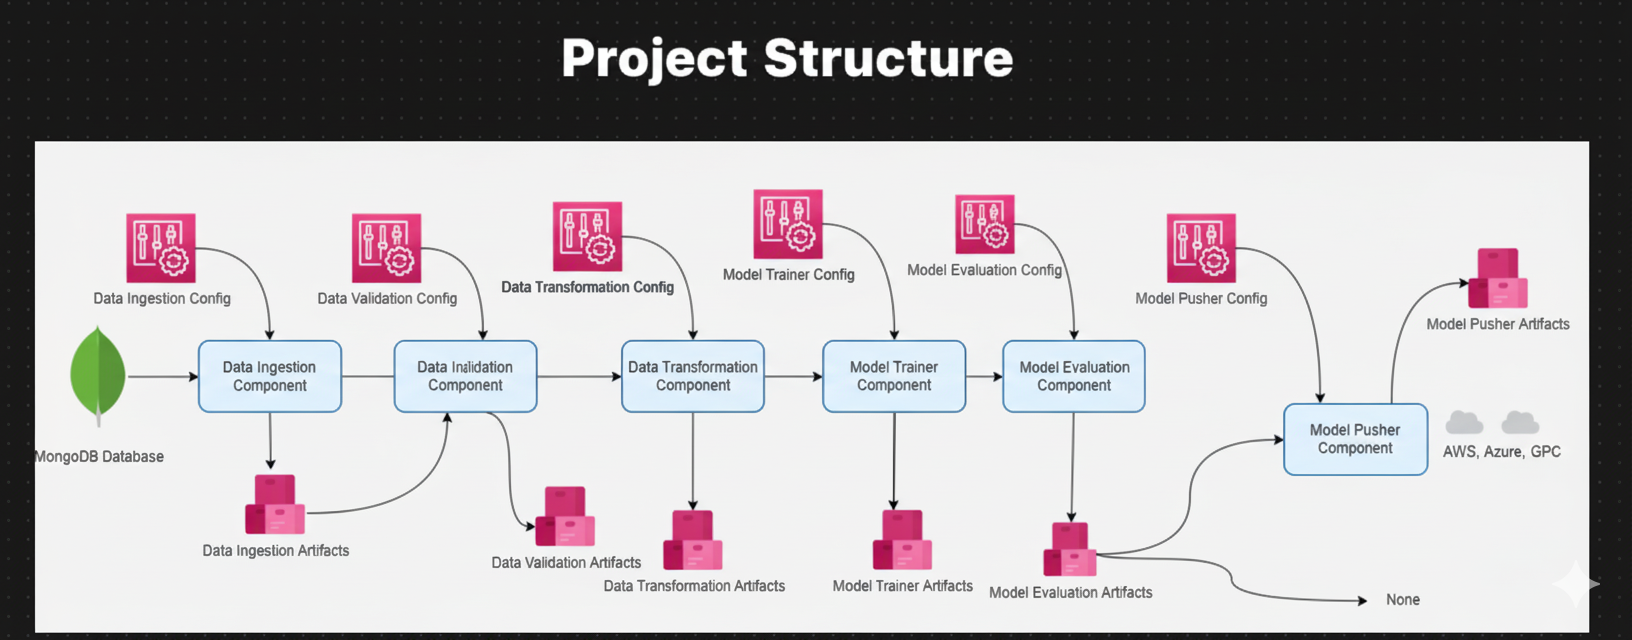 Project Structure
Data Ingestion Config
Data Validation Config
Data Transformation Config
Model Trainer Config
Model Evaluation Config
Model Pusher Config
Model Pusher Artifacts
MongoDB Database
Data Ingestion
Component
Data Inalidation
Component
Data Transformation
Component
Model Trainer
Component
Model Evaluation
Component
Model Pusher
Component
AWS, Azure, GPC
Data Ingestion Artifacts
Data Validation Artifacts
Data Transformation Artifacts
Model Trainer Artifacts
Model Evaluation Artifacts
None